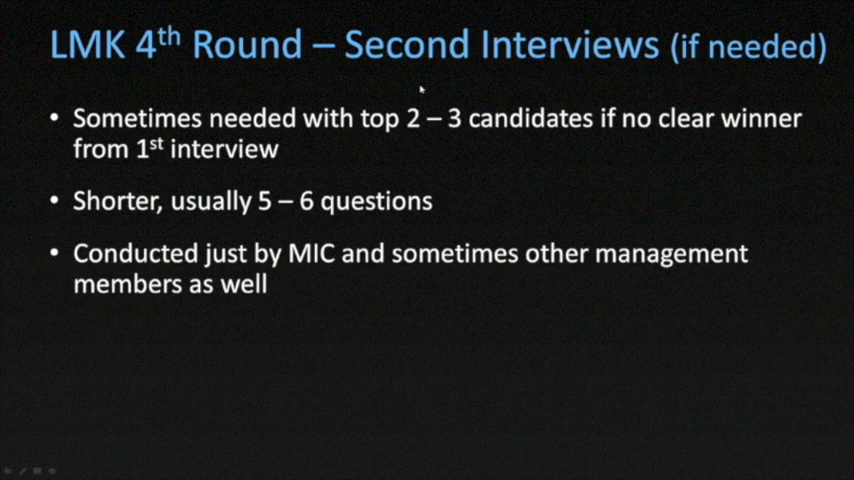 LMK 4th Round – Second Interviews (if needed)
• Sometimes needed with top 2 – 3 candidates if no clear winner
from 1st interview
• Shorter, usually 5 – 6 questions
• Conducted just by MIC and sometimes other management
members as well